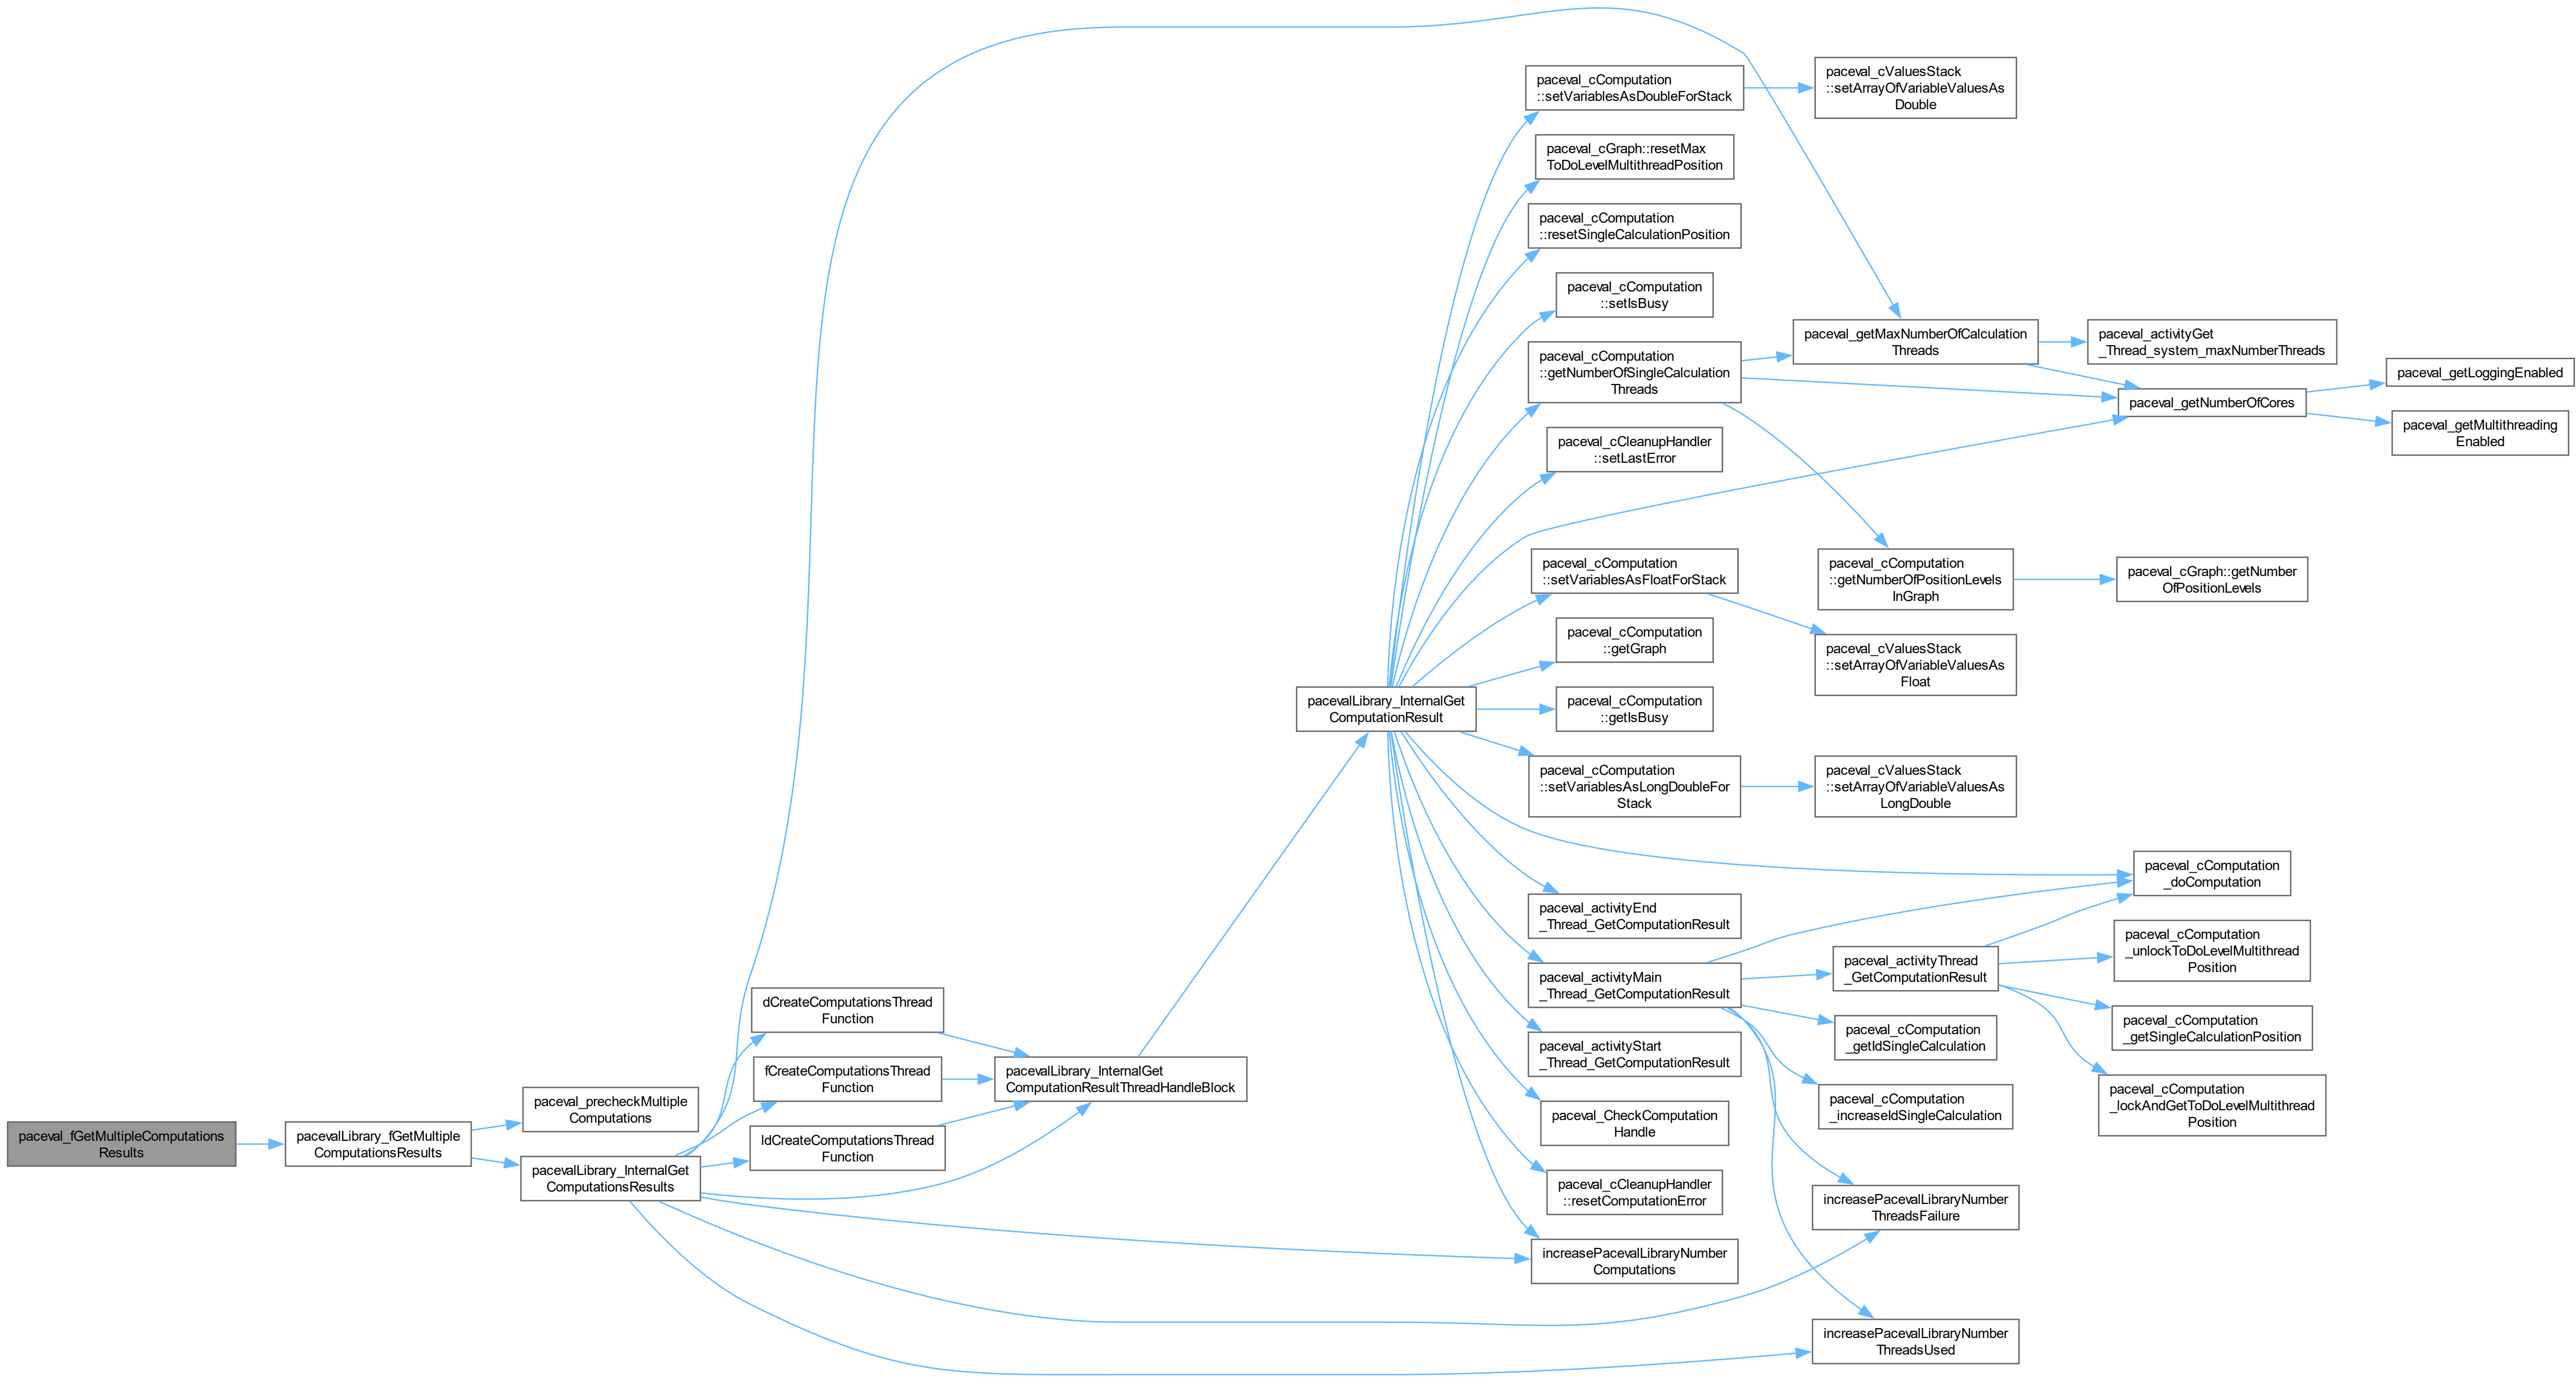 paceval_fGetMultipleComputations
Results
pacevalLibrary_fGetMultiple
ComputationsResults
paceval_precheckMultiple
Computations
pacevalLibrary_InternalGet
ComputationsResults
dCreateComputationsThread
Function
fCreateComputationsThread
Function
ldCreateComputationsThread
Function
pacevalLibrary_InternalGet
ComputationResultThreadHandleBlock
pacevalLibrary_InternalGet
ComputationResult
paceval_cComputation
::setVariablesAsDoubleForStack
paceval_cGraph::resetMax
ToDoLevelMultithreadPosition
paceval_cComputation
::resetSingleCalculationPosition
paceval_cComputation
::setIsBusy
paceval_cComputation
::getNumberOfSingleCalculation
Threads
paceval_cCleanupHandler
::setLastError
paceval_cComputation
::setVariablesAsFloatForStack
paceval_cComputation
::getGraph
paceval_cComputation
::getIsBusy
paceval_cComputation
::setVariablesAsLongDoubleFor
Stack
paceval_activityEnd
_Thread_GetComputationResult
paceval_activityMain
_Thread_GetComputationResult
paceval_activityStart
_Thread_GetComputationResult
paceval_CheckComputation
Handle
paceval_cCleanupHandler
::resetComputationError
increasePacevalLibraryNumber
Computations
paceval_cValuesStack
::setArrayOfVariableValuesAs
Double
paceval_getMaxNumberOfCalculation
Threads
paceval_cComputation
::getNumberOfPositionLevels
InGraph
paceval_cValuesStack
::setArrayOfVariableValuesAs
Float
paceval_cValuesStack
::setArrayOfVariableValuesAs
LongDouble
paceval_activityThread
_GetComputationResult
paceval_cComputation
_getIdSingleCalculation
paceval_cComputation
_increaseIdSingleCalculation
increasePacevalLibraryNumber
ThreadsFailure
increasePacevalLibraryNumber
ThreadsUsed
paceval_activityGet
_Thread_system_maxNumberThreads
paceval_getNumberOfCores
paceval_cGraph::getNumber
OfPositionLevels
paceval_cComputation
_doComputation
paceval_cComputation
_unlockToDoLevelMultithread
Position
paceval_cComputation
_getSingleCalculationPosition
paceval_cComputation
_lockAndGetToDoLevelMultithread
Position
paceval_getLoggingEnabled
paceval_getMultithreading
Enabled